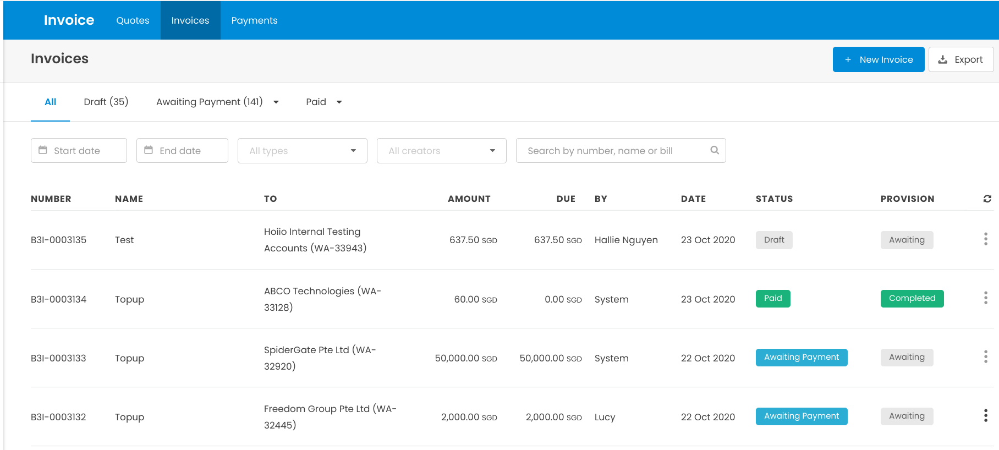 Invoice Quotes Invoices Payments
Invoices
+ New Invoice Export
All Draft (35) Awaiting Payment (141) Paid
Start date End date All types All creators Search by number, name or bill
NUMBER NAME TO AMOUNT DUE BY DATE STATUS PROVISION
Hoiio Internal Testing
B3I-0003135 Test 637.50 SGD 637.50 SGD Hallie Nguyen 23 Oct 2020 Draft Awaiting
Accounts (WA-33943)
ABCO Technologies (WA-
B3I-0003134 Topup 60.00 SGD 0.00 SGD System 23 Oct 2020 Paid Completed
33128)
SpiderGate Pte Ltd (WA-
B3I-0003133 Topup 50,000.00 SGD 50,000.00 SGD System 22 Oct 2020 Awaiting Payment Awaiting
32920)
Freedom Group Pte Ltd (WA-
B3I-0003132 Topup 2,000.00 SGD 2,000.00 SGD Lucy 22 Oct 2020 Awaiting Payment Awaiting
32445)